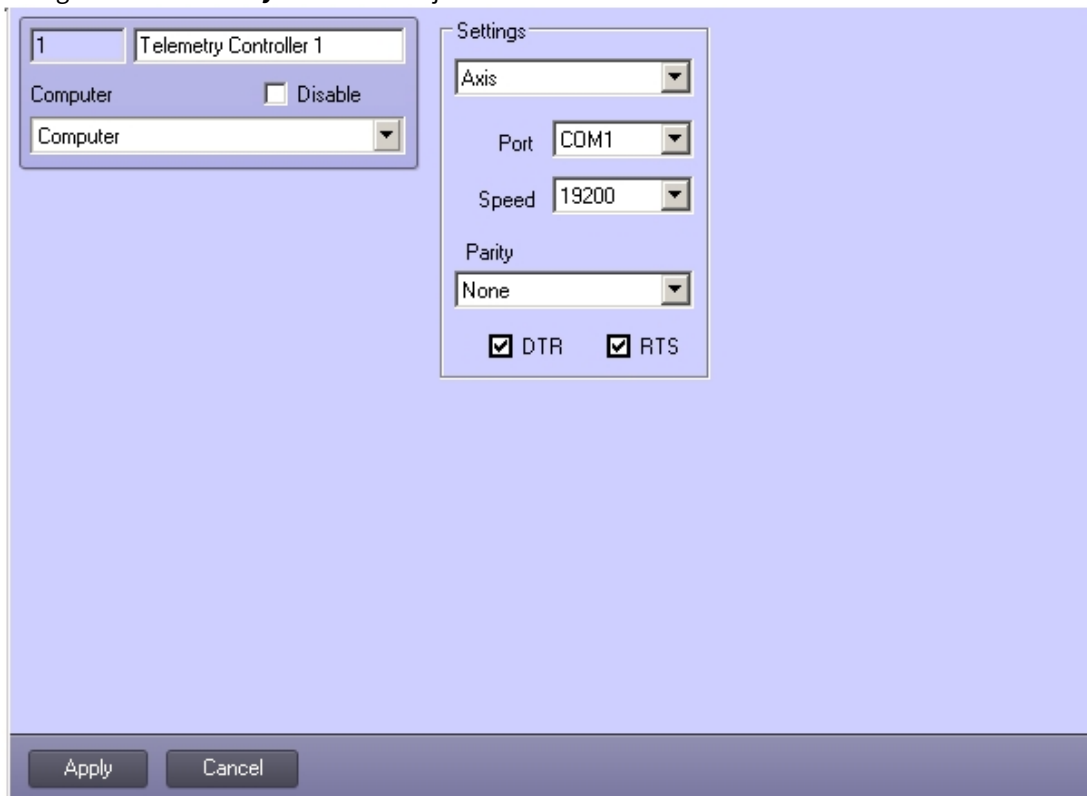 1 Telemetry Controller 1
Computer Disable
Computer
Settings
Axis
Port COM1
Speed 19200
Parity
None
DTR RTS
Apply Cancel